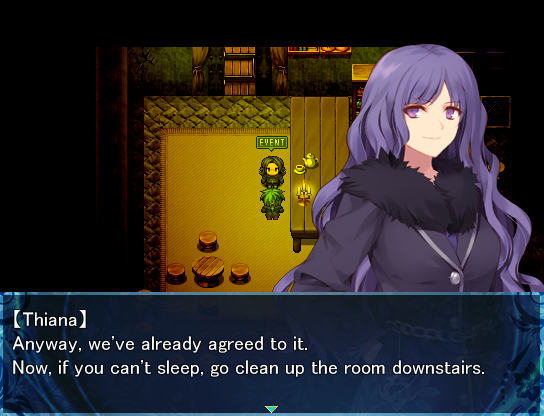 EVENT
【Thiana】
Anyway, we've already agreed to it.
Now, if you can't sleep, go clean up the room downstairs.